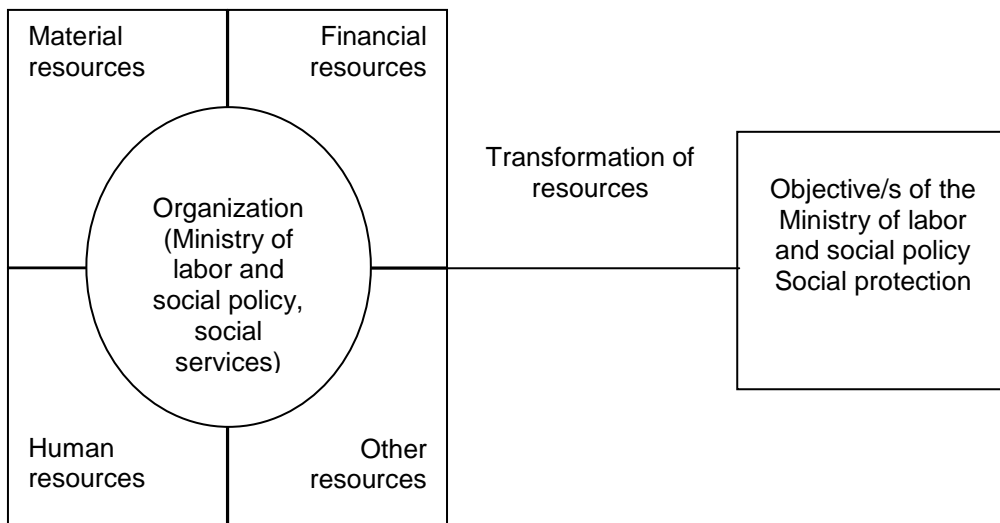 Material
resources
Financial
resources
Organization
(Ministry of
labor and
social policy,
social
services)
Human
resources
Other
resources
Transformation of
resources
Objective/s of the
Ministry of labor
and social policy
Social protection